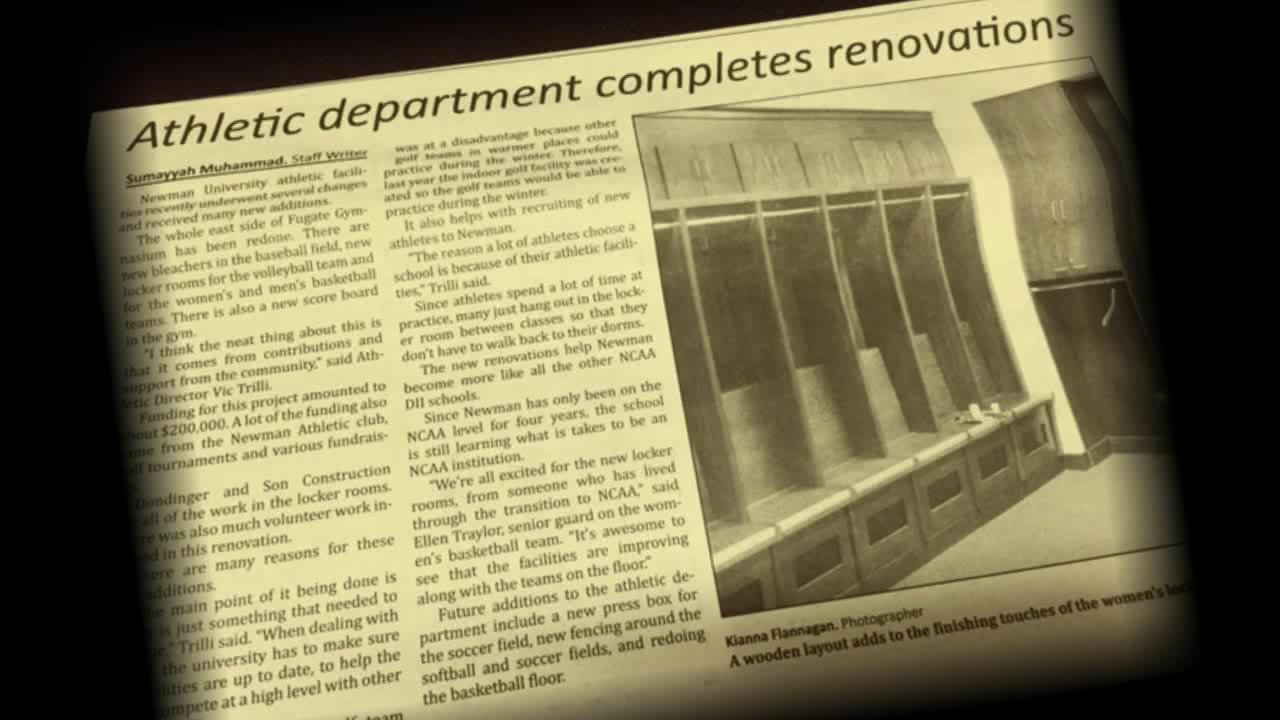 Athletic department completes renovations
Sumayyah Muhammad, Staff Writer
Newman University athletic facili-
ties recently underwent several changes
and received many new additions.
The whole east side of Fugate Gym-
nasium has been redone. There are
new bleachers in the baseball field, new
locker rooms for the volleyball team and
for the women's and men's basketball
teams. There is also a new score board
in the gym.
"I think the neat thing about this is
that it comes from contributions and
support from the community," said Ath-
letic Director Vic Trilli.
Funding for this project amounted to
about $200,000. A lot of the funding also
from the Newman Athletic club,
tournaments and various fundrais-
and Son Construction
all of the work in the locker rooms.
was also much volunteer work in-
in this renovation.
are many reasons for these
additions.
main point of it being done is
is just something that needed to
Trilli said. "When dealing with
the university has to make sure
are up to date, to help the
compete at a high level with other
team
was at a disadvantage because other
golf teams in warmer places could
practice during the winter. Therefore,
last year the indoor golf facility was cre-
ated so the golf teams would be able to
practice during the winter.
It also helps with recruiting of new
athletes to Newman.
"The reason a lot of athletes choose a
school is because of their athletic facili-
ties," Trilli said.
Since athletes spend a lot of time at
practice, many just hang out in the lock-
er room between classes so that they
don't have to walk back to their dorms.
The new renovations help Newman
become more like all the other NCAA
DII schools.
Since Newman has only been on the
NCAA level for four years, the school
is still learning what is takes to be an
NCAA institution.
"We're all excited for the new locker
rooms, from someone who has lived
through the transition to NCAA," said
Ellen Traylor, senior guard on the wom-
en's basketball team. "It's awesome to
see that the facilities are improving
along with the teams on the floor."
Future additions to the athletic de-
partment include a new press box for
the soccer field, new fencing around the
softball and soccer fields, and redoing
the basketball floor.
Kianna Flannagan, Photographer
A wooden layout adds to the finishing touches of the women's